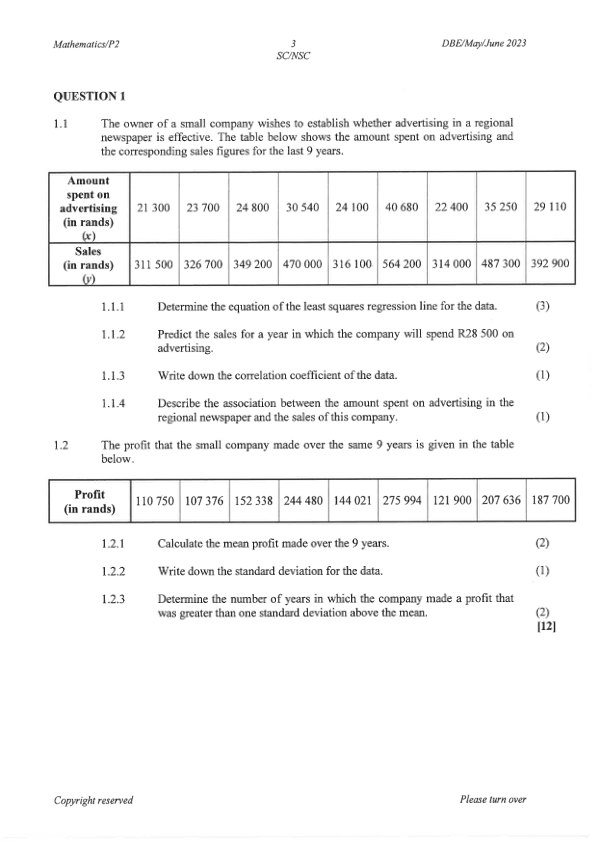 Mathematics/P2 3 DBE/May/June 2023
SC/NSC
QUESTION 1
1.1 The owner of a small company wishes to establish whether advertising in a regional
newspaper is effective. The table below shows the amount spent on advertising and
the corresponding sales figures for the last 9 years.
Amount
spent on
advertising
(in rands)
(x)
21 300 23 700 24 800 30 540 24 100 40 680 22 400 35 250 29 110
Sales
(in rands)
(y)
311 500 326 700 349 200 470 000 316 100 564 200 314 000 487 300 392 900
1.1.1 Determine the equation of the least squares regression line for the data. (3)
1.1.2 Predict the sales for a year in which the company will spend R28 500 on
advertising. (2)
1.1.3 Write down the correlation coefficient of the data. (1)
1.1.4 Describe the association between the amount spent on advertising in the
regional newspaper and the sales of this company. (1)
1.2 The profit that the small company made over the same 9 years is given in the table
below.
Profit
(in rands)
110 750 107 376 152 338 244 480 144 021 275 994 121 900 207 636 187 700
1.2.1 Calculate the mean profit made over the 9 years. (2)
1.2.2 Write down the standard deviation for the data. (1)
1.2.3 Determine the number of years in which the company made a profit that
was greater than one standard deviation above the mean. (2)
[12]
Copyright reserved Please turn over